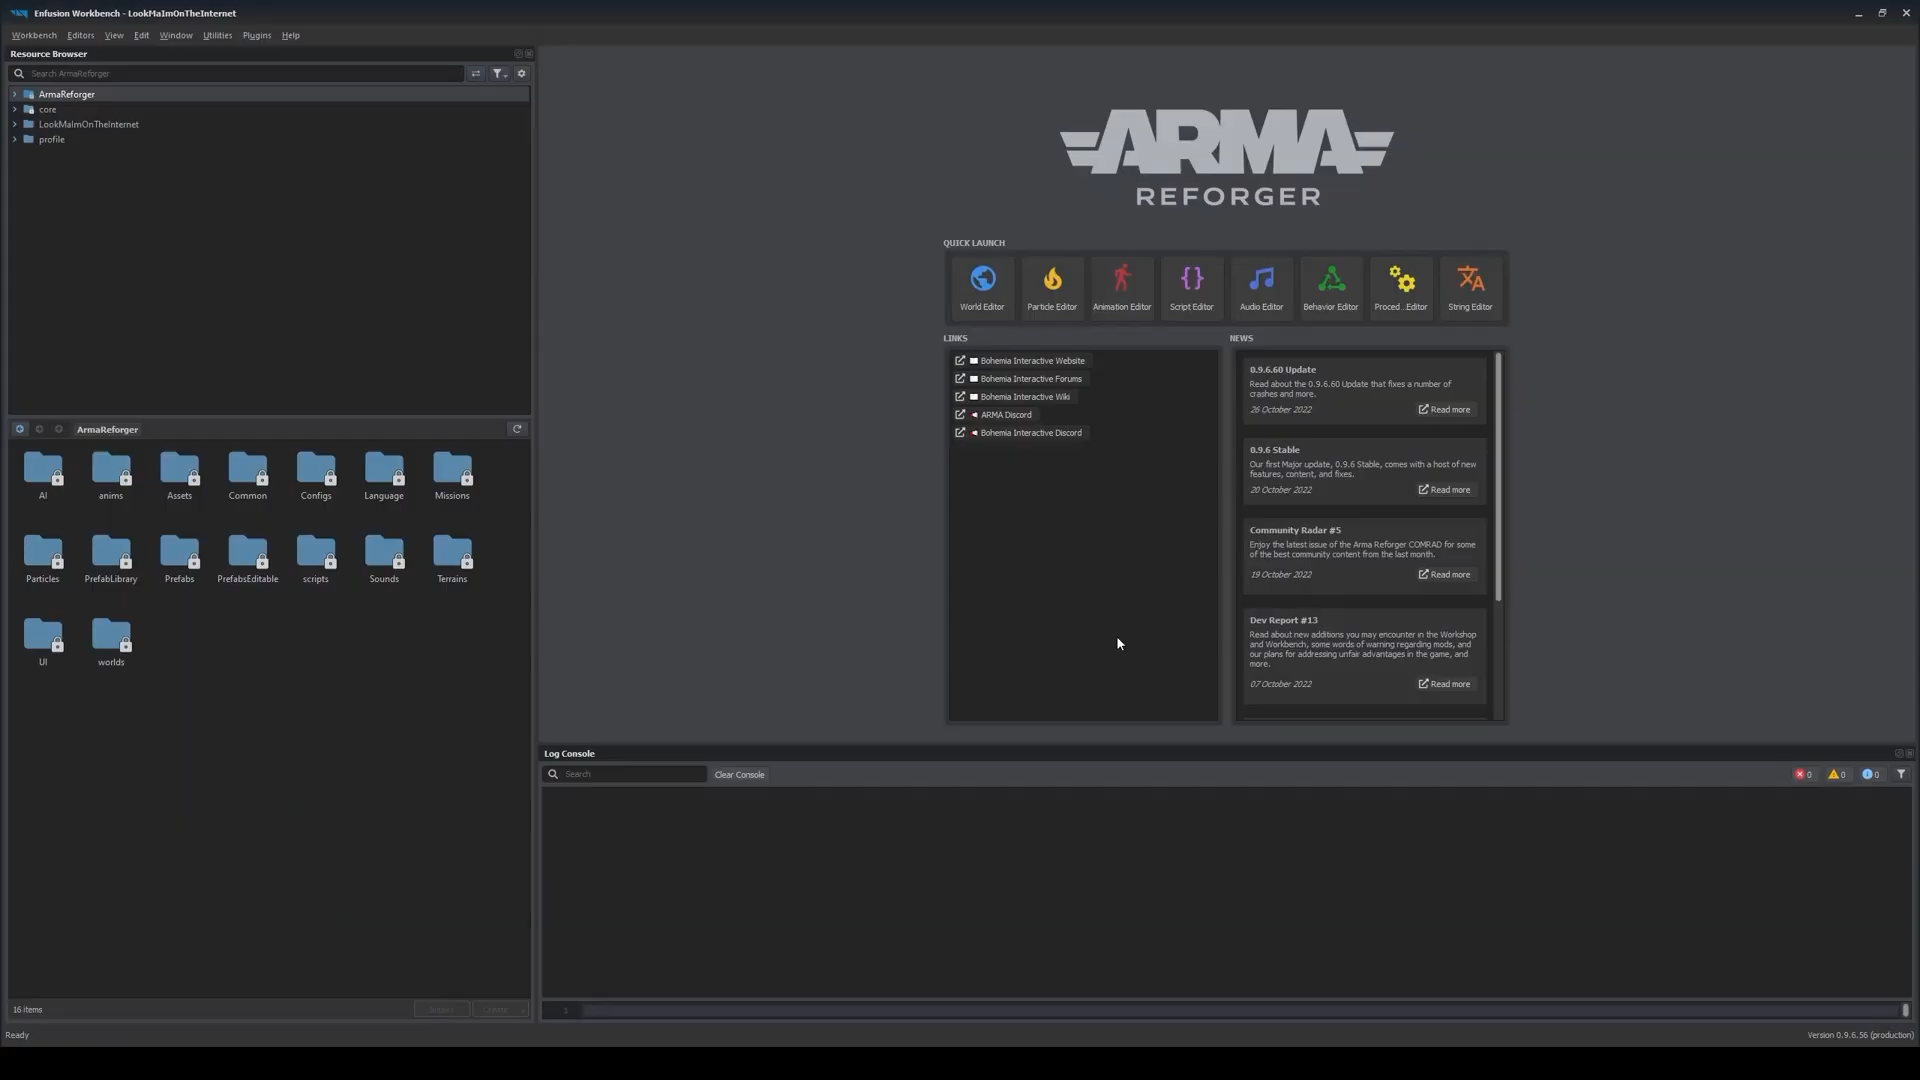 Enfusion Workbench - LookMaImOnTheInternet
Workbench Editors View Edit Window Utilities Plugins Help
Resource Browser
Search ArmaReforger
ArmaReforger
core
LookMaImOnTheInternet
profile
ArmaReforger
AI anims Assets Common Configs Language Missions
Particles PrefabLibrary Prefabs PrefabsEditable scripts Sounds Terrains
UI worlds
16 items
Ready
ARMA
REFORGER
QUICK LAUNCH
World Editor Particle Editor Animation Editor Script Editor Audio Editor Behavior Editor Proced...Editor String Editor
LINKS
Bohemia Interactive Website
Bohemia Interactive Forums
Bohemia Interactive Wiki
ARMA Discord
Bohemia Interactive Discord
NEWS
0.9.6.60 Update
Read about the 0.9.6.60 Update that fixes a number of
crashes and more.
26 October 2022 Read more
0.9.6 Stable
Our first Major update, 0.9.6 Stable, comes with a host of new
features, content, and fixes.
20 October 2022 Read more
Community Radar #5
Enjoy the latest issue of the Arma Reforger COMRAD for some
of the best community content from the last month.
19 October 2022 Read more
Dev Report #13
Read about new additions you may encounter in the Workshop
and Workbench, some words of warning regarding mods, and
our plans for addressing unfair advantages in the game, and
more.
07 October 2022 Read more
Log Console
Search Clear Console 0 0 0
1
Version 0.9.6.56 (production)